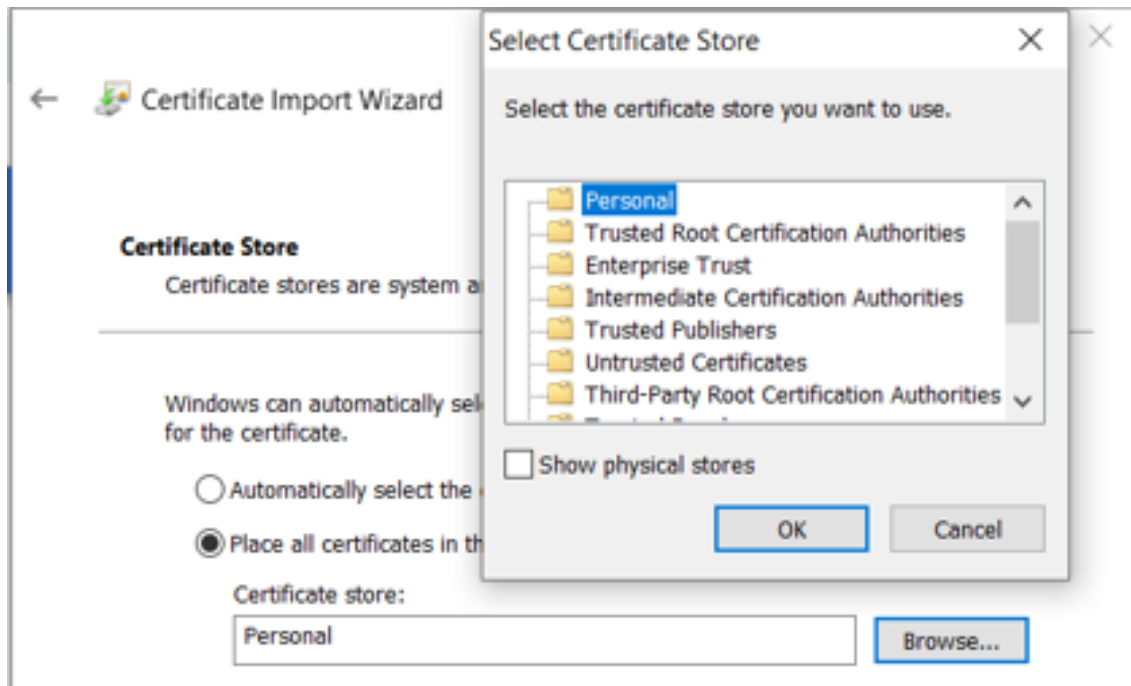 Select Certificate Store
Certificate Import Wizard
Select the certificate store you want to use.
Personal
Trusted Root Certification Authorities
Enterprise Trust
Intermediate Certification Authorities
Trusted Publishers
Untrusted Certificates
Third-Party Root Certification Authorities
Show physical stores
OK
Cancel
Certificate Store
Certificate stores are system
Windows can automatically
for the certificate.
Automatically select the
Place all certificates in
Certificate store:
Personal
Browse...